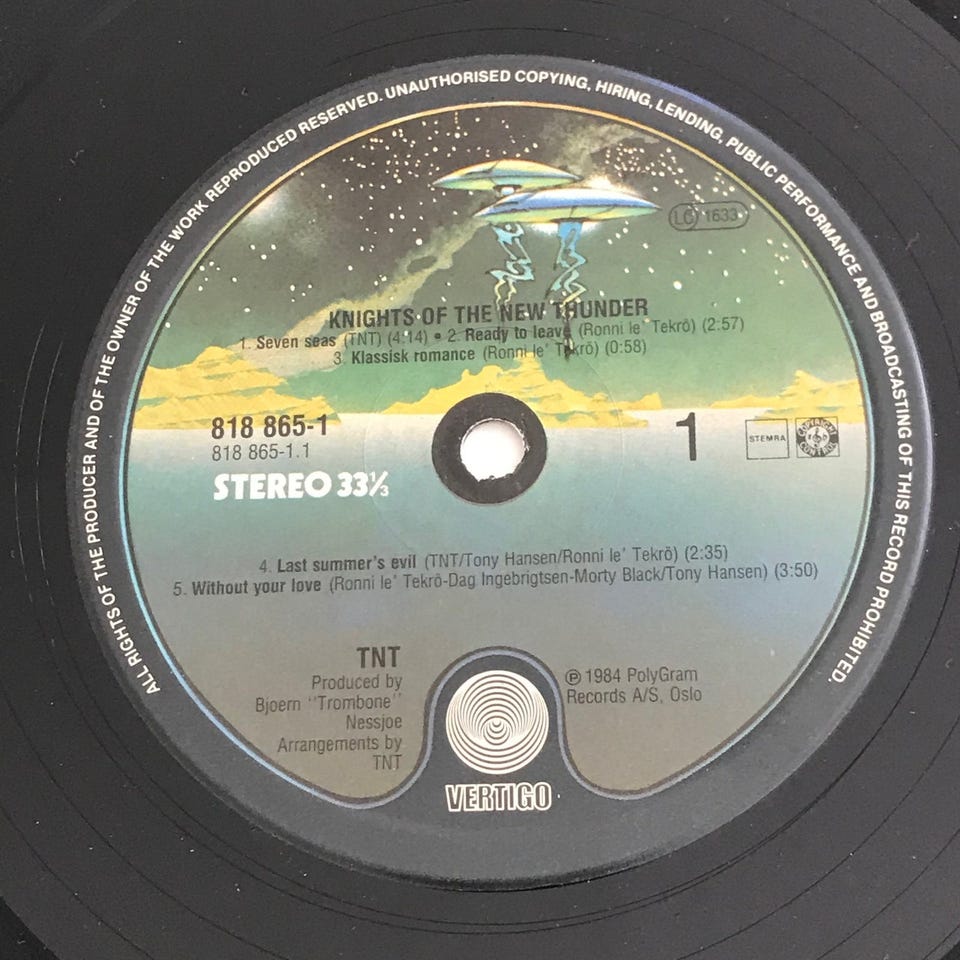 ALL RIGHTS OF THE PRODUCER AND OF THE OWNER OF THE WORK REPRODUCED RESERVED. UNAUTHORISED COPYING, HIRING, LENDING, PUBLIC PERFORMANCE AND BROADCASTING OF THIS RECORD PROHIBITED.
LC 1633
KNIGHTS OF THE NEW THUNDER
1. Seven seas (TNT) (4:14) • 2. Ready to leave (Ronni le' Tekrö) (2:57)
3. Klassisk romance (Ronni le' Tekrö) (0:58)
818 865-1
818 865-1.1
STEREO 33⅓
1
STEMRA
COPYRIGHT CONTROL
4. Last summer's evil (TNT/Tony Hansen/Ronni le' Tekrö) (2:35)
5. Without your love (Ronni le' Tekrö-Dag Ingebrigtsen-Morty Black/Tony Hansen) (3:50)
TNT
Produced by
Bjoern "Trombone"
Nessjoe
Arrangements by
TNT
℗ 1984 PolyGram
Records A/S, Oslo
VERTIGO